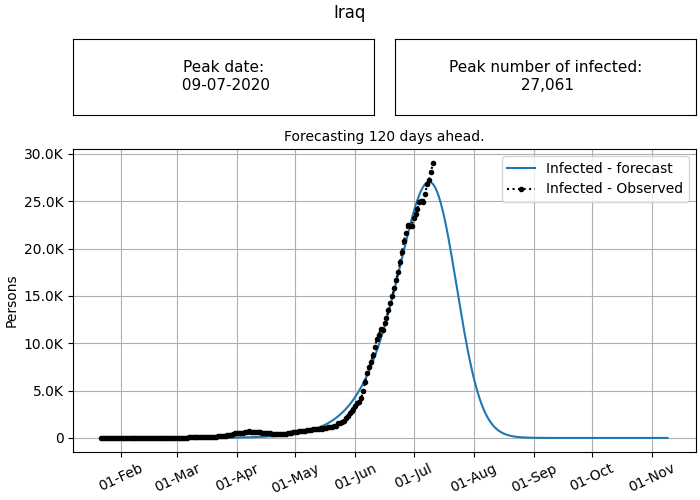 Iraq
Peak date:
09-07-2020
Peak number of infected:
27,061
Forecasting 120 days ahead.
30.0K
25.0K
20.0K
15.0K
10.0K
5.0K
0
Persons
Infected - forecast
Infected - Observed
01-Feb
01-Mar
01-Apr
01-May
01-Jun
01-Jul
01-Aug
01-Sep
01-Oct
01-Nov